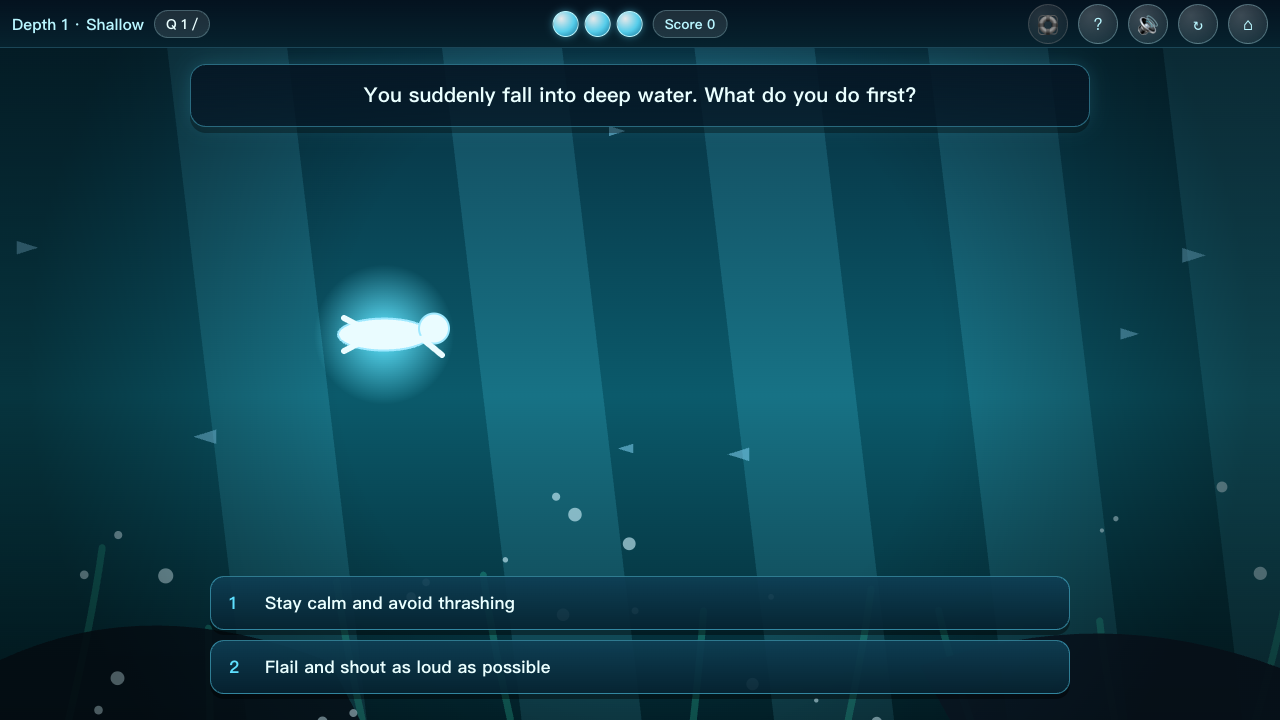 Depth 1 · Shallow
Q 1 /
Score 0
?
You suddenly fall into deep water. What do you do first?
1 Stay calm and avoid thrashing
2 Flail and shout as loud as possible